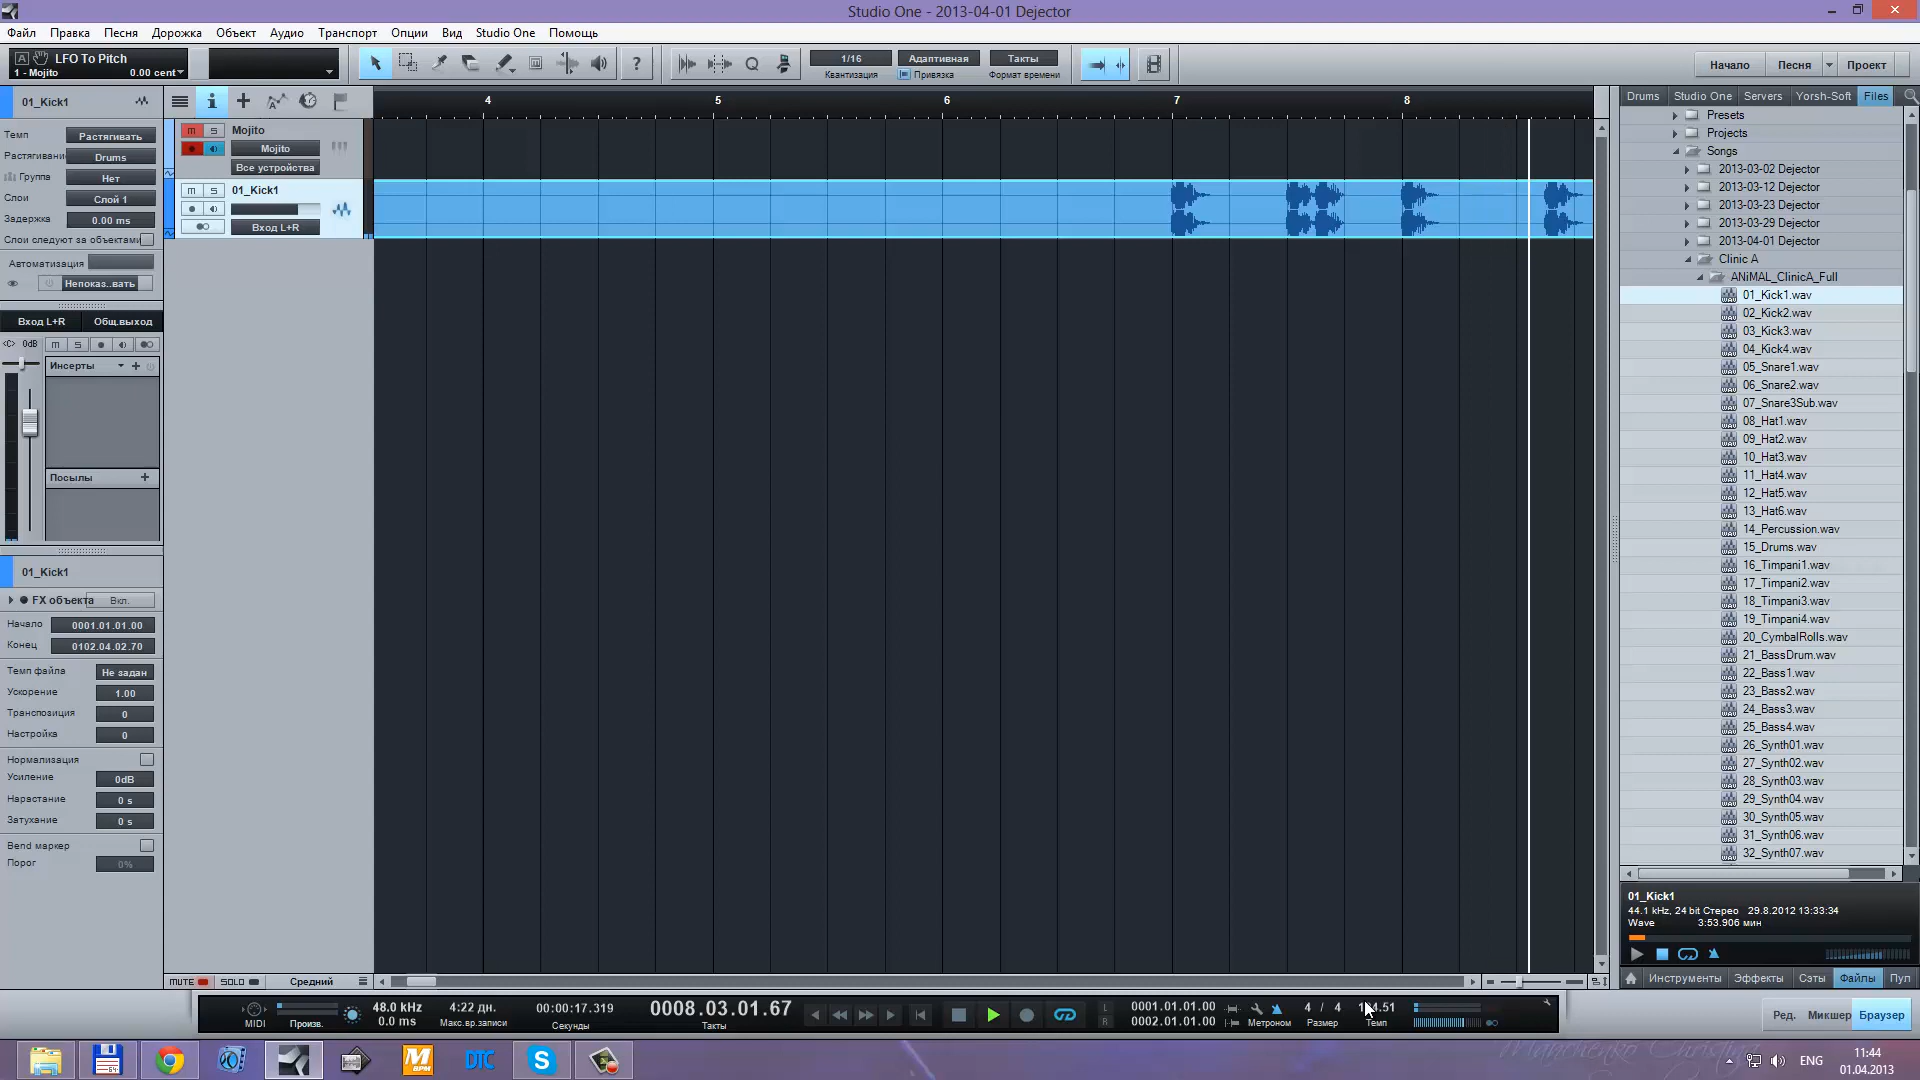 Studio One - 2013-04-01 Dejector
Файл Правка Песня Дорожка Объект Аудио Транспорт Опции Вид Studio One Помощь
LFO To Pitch
1 - Mojito 0.00 cent
1/16 Адаптивная Такты
Квантизация Привязка Формат времени
Начало Песня Проект
01_Kick1
4 5 6 7 8
Drums Studio One Servers Yorsh-Soft Files
Темп Растягивать
Drums
Группа Нет
Слои Слой 1
Задержка 0.00 ms
Слои следуют за объектами
Автоматизация
Непоказ..вать
Вход L+R Общ.выход
<C> 0dB M S
Инсерты
Посылы
01_Kick1
FX объекта Вкл.
Начало 0001.01.01.00
Конец 0102.04.02.70
Темп файла Не задан
Ускорение 1.00
Транспозиция 0
Настройка 0
Нормализация
Усиление 0dB
Нарастание 0 s
Затухание 0 s
Bend маркер
Порог 0%
M S Mojito
Mojito
Все устройства
M S 01_Kick1
Вход L+R
Presets
Projects
Songs
2013-03-02 Dejector
2013-03-12 Dejector
2013-03-23 Dejector
2013-03-29 Dejector
2013-04-01 Dejector
Clinic A
ANiMAL_ClinicA_Full
01_Kick1.wav
02_Kick2.wav
03_Kick3.wav
04_Kick4.wav
05_Snare1.wav
06_Snare2.wav
07_Snare3Sub.wav
08_Hat1.wav
09_Hat2.wav
10_Hat3.wav
11_Hat4.wav
12_Hat5.wav
13_Hat6.wav
14_Percussion.wav
15_Drums.wav
16_Timpani1.wav
17_Timpani2.wav
18_Timpani3.wav
19_Timpani4.wav
20_CymbalRolls.wav
21_BassDrum.wav
22_Bass1.wav
23_Bass2.wav
24_Bass3.wav
25_Bass4.wav
26_Synth01.wav
27_Synth02.wav
28_Synth03.wav
29_Synth04.wav
30_Synth05.wav
31_Synth06.wav
32_Synth07.wav
01_Kick1
44.1 kHz, 24 bit Стерео 29.8.2012 13:33:34
Wave 3:53.906 мин
MUTE SOLO Средний
Инструменты Эффекты Сэты Файлы Пул
MIDI Произв.
48.0 kHz
0.0 ms
4:22 дн.
Макс.вр.записи
00:00:17.319
Секунды
0008.03.01.67
Такты
L 0001.01.01.00
R 0002.01.01.00
Метроном
4 / 4
Размер
Темп
Ред. Микшер Браузер
ENG
11:44
01.04.2013